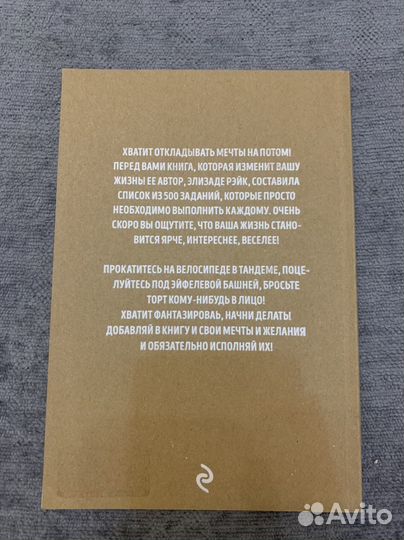 ХВАТИТ ОТКЛАДЫВАТЬ МЕЧТЫ НА ПОТОМ!
ПЕРЕД ВАМИ КНИГА, КОТОРАЯ ИЗМЕНИТ ВАШУ
ЖИЗНЬ! ЕЕ АВТОР, ЭЛИЗА ДЕ РЭЙК, СОСТАВИЛА
СПИСОК ИЗ 500 ЗАДАНИЙ, КОТОРЫЕ ПРОСТО
НЕОБХОДИМО ВЫПОЛНИТЬ КАЖДОМУ. ОЧЕНЬ
СКОРО ВЫ ОЩУТИТЕ, ЧТО ВАША ЖИЗНЬ СТАНО-
ВИТСЯ ЯРЧЕ, ИНТЕРЕСНЕЕ, ВЕСЕЛЕЕ!
ПРОКАТИТЕСЬ НА ВЕЛОСИПЕДЕ В ТАНДЕМЕ, ПОЦЕ-
ЛУЙТЕСЬ ПОД ЭЙФЕЛЕВОЙ БАШНЕЙ, БРОСЬТЕ
ТОРТ КОМУ-НИБУДЬ В ЛИЦО!
ХВАТИТ ФАНТАЗИРОВАТЬ, НАЧНИ ДЕЛАТЬ!
ДОБАВЛЯЙ В КНИГУ И СВОИ МЕЧТЫ И ЖЕЛАНИЯ
И ОБЯЗАТЕЛЬНО ИСПОЛНЯЙ ИХ!
Avito